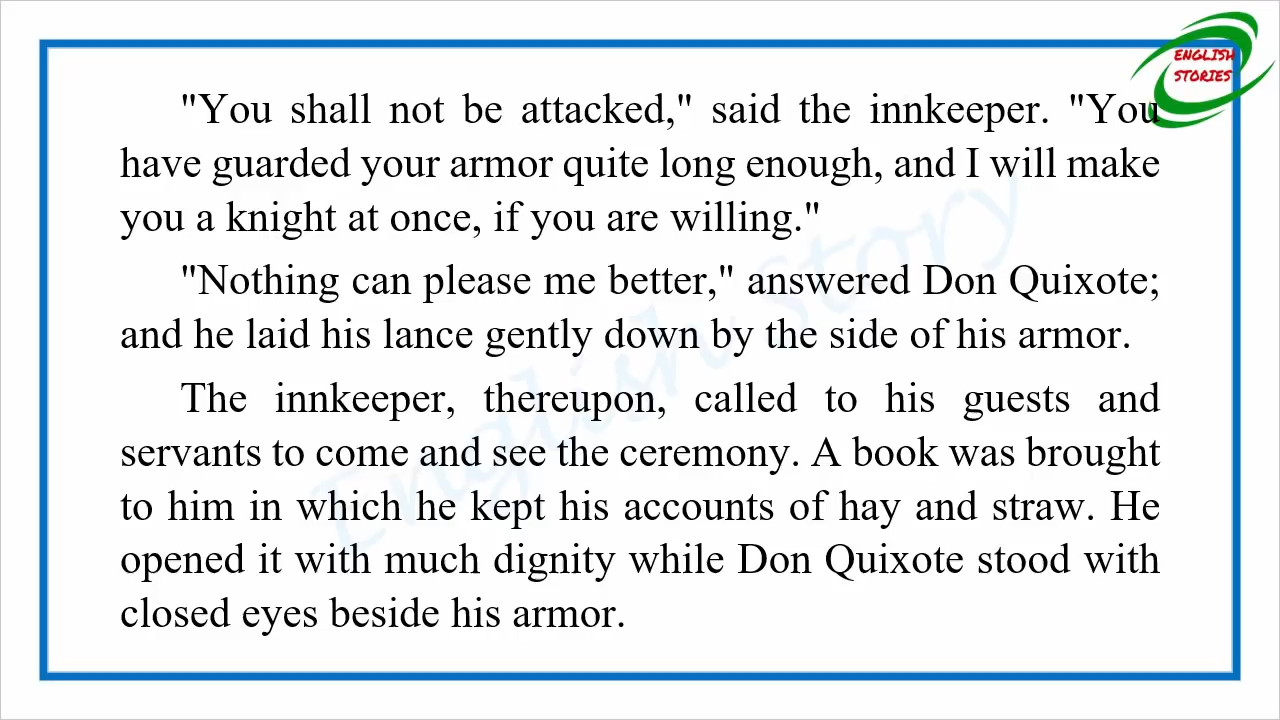 ENGLISH
STORIES
"You shall not be attacked," said the innkeeper. "You
have guarded your armor quite long enough, and I will make
you a knight at once, if you are willing."
"Nothing can please me better," answered Don Quixote;
and he laid his lance gently down by the side of his armor.
The innkeeper, thereupon, called to his guests and
servants to come and see the ceremony. A book was brought
to him in which he kept his accounts of hay and straw. He
opened it with much dignity while Don Quixote stood with
closed eyes beside his armor.
English Story